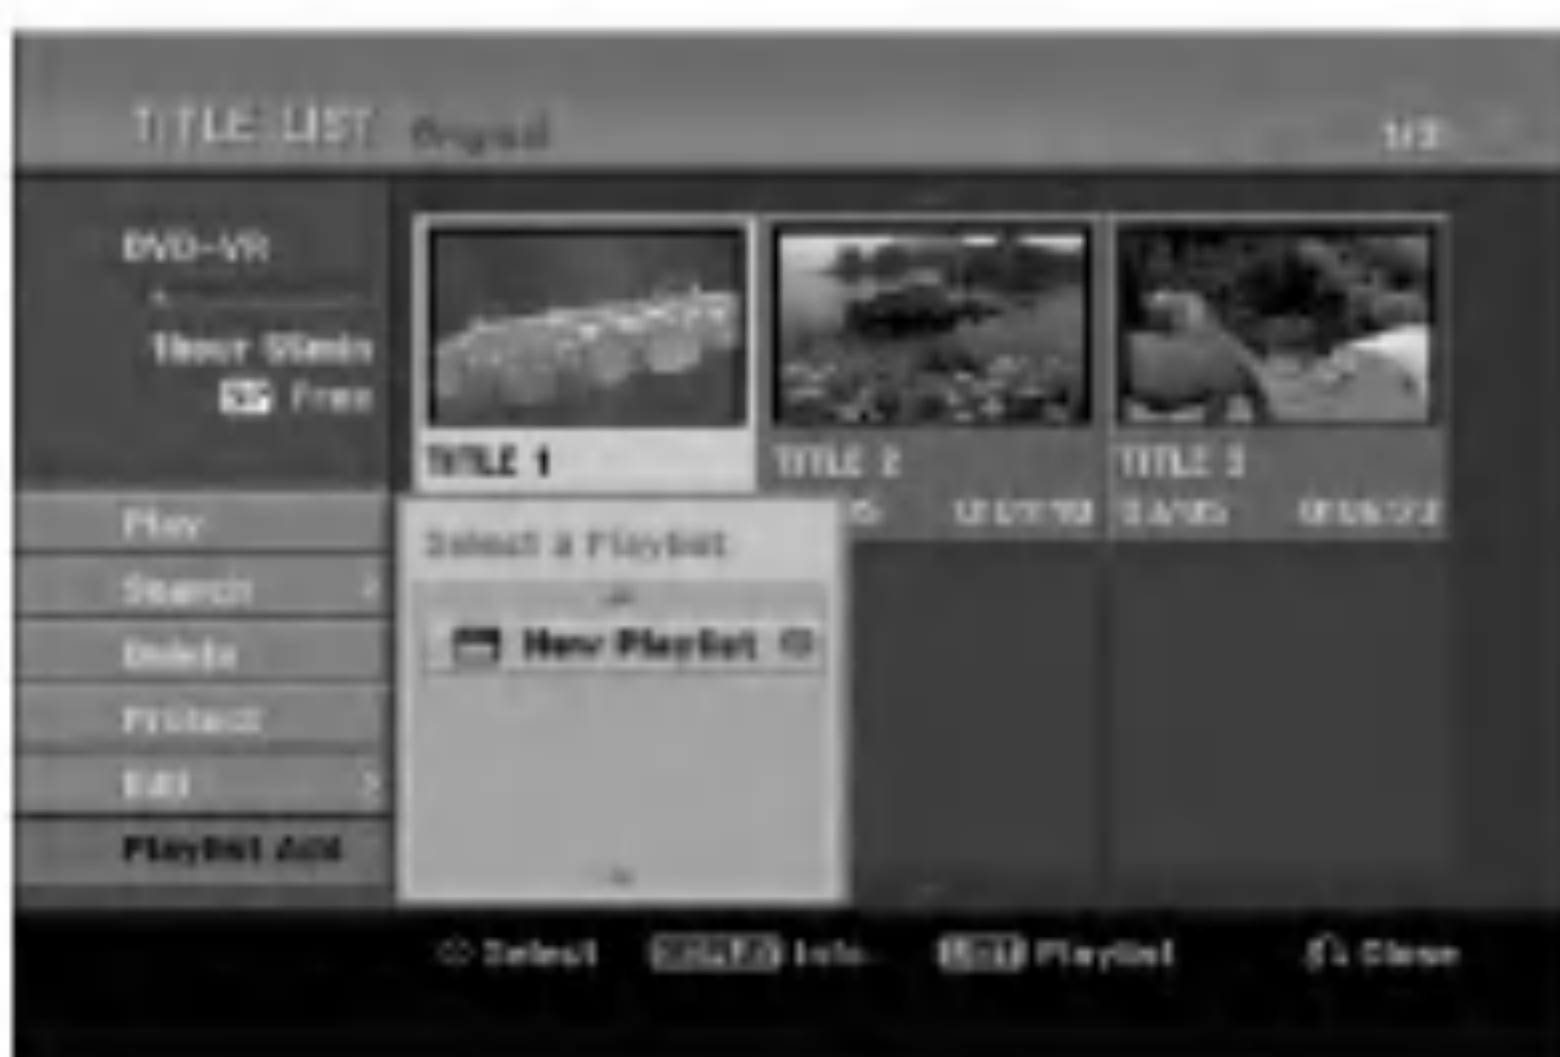 TITLE LIST Original
DVD-VR
Free
TITLE 1
TITLE 2
TITLE 3
Play
Search
Delete
Protect
Edit
Playlist Add
Select a Playlist
New Playlist
Select
Info
Playlist
Close